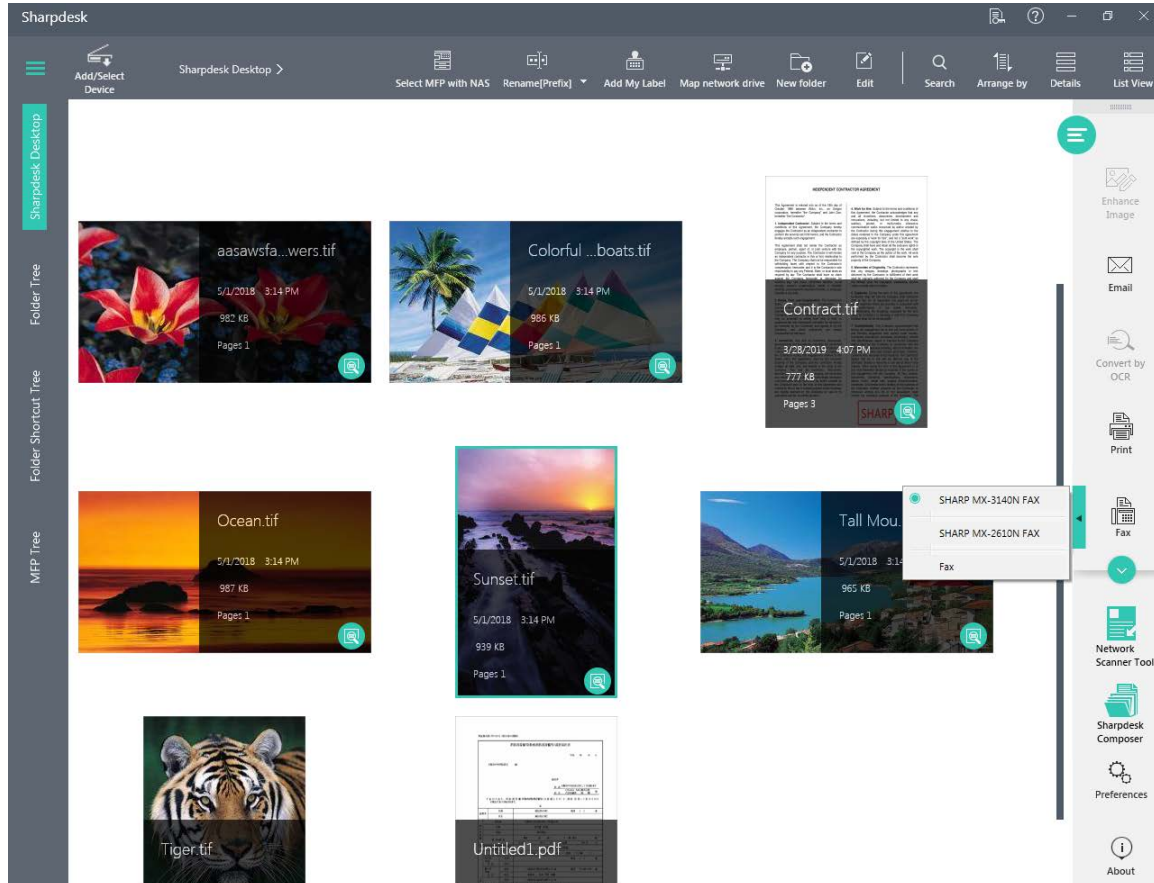 Sharpdesk
Add/Select
Device
Sharpdesk Desktop >
Select MFP with NAS
Rename[Prefix]
Add My Label
Map network drive
New folder
Edit
Search
Arrange by
Details
List View
Sharpdesk Desktop
Folder Tree
Folder Shortcut Tree
MFP Tree
aasawsfa...wers.tif
5/1/2018 3:14 PM
982 KB
Pages 1
Colorful ...boats.tif
5/1/2018 3:14 PM
986 KB
Pages 1
INDEPENDENT CONTRACTOR AGREEMENT
Contract.tif
3/28/2019 4:07 PM
777 KB
Pages 3
SHARP
Ocean.tif
5/1/2018 3:14 PM
987 KB
Pages 1
Sunset.tif
5/1/2018 3:14 PM
939 KB
Pages 1
Tall Mou.
5/1/2018 3:14
965 KB
Pages 1
SHARP MX-3140N FAX
SHARP MX-2610N FAX
Fax
Tiger.tif
Untitled1.pdf
Enhance
Image
Email
Convert by
OCR
Print
Fax
Network
Scanner Tool
Sharpdesk
Composer
Preferences
About